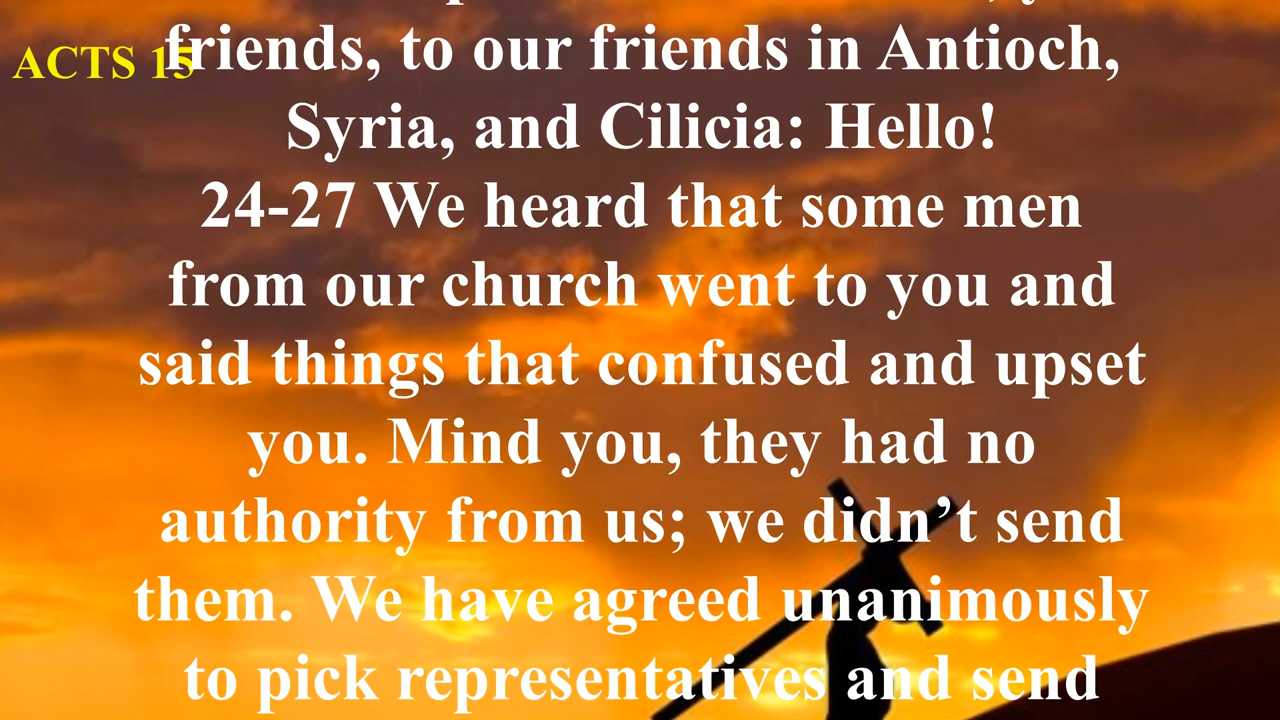 ACTS 15
friends, to our friends in Antioch,
Syria, and Cilicia: Hello!
24-27 We heard that some men
from our church went to you and
said things that confused and upset
you. Mind you, they had no
authority from us; we didn’t send
them. We have agreed unanimously
to pick representatives and send